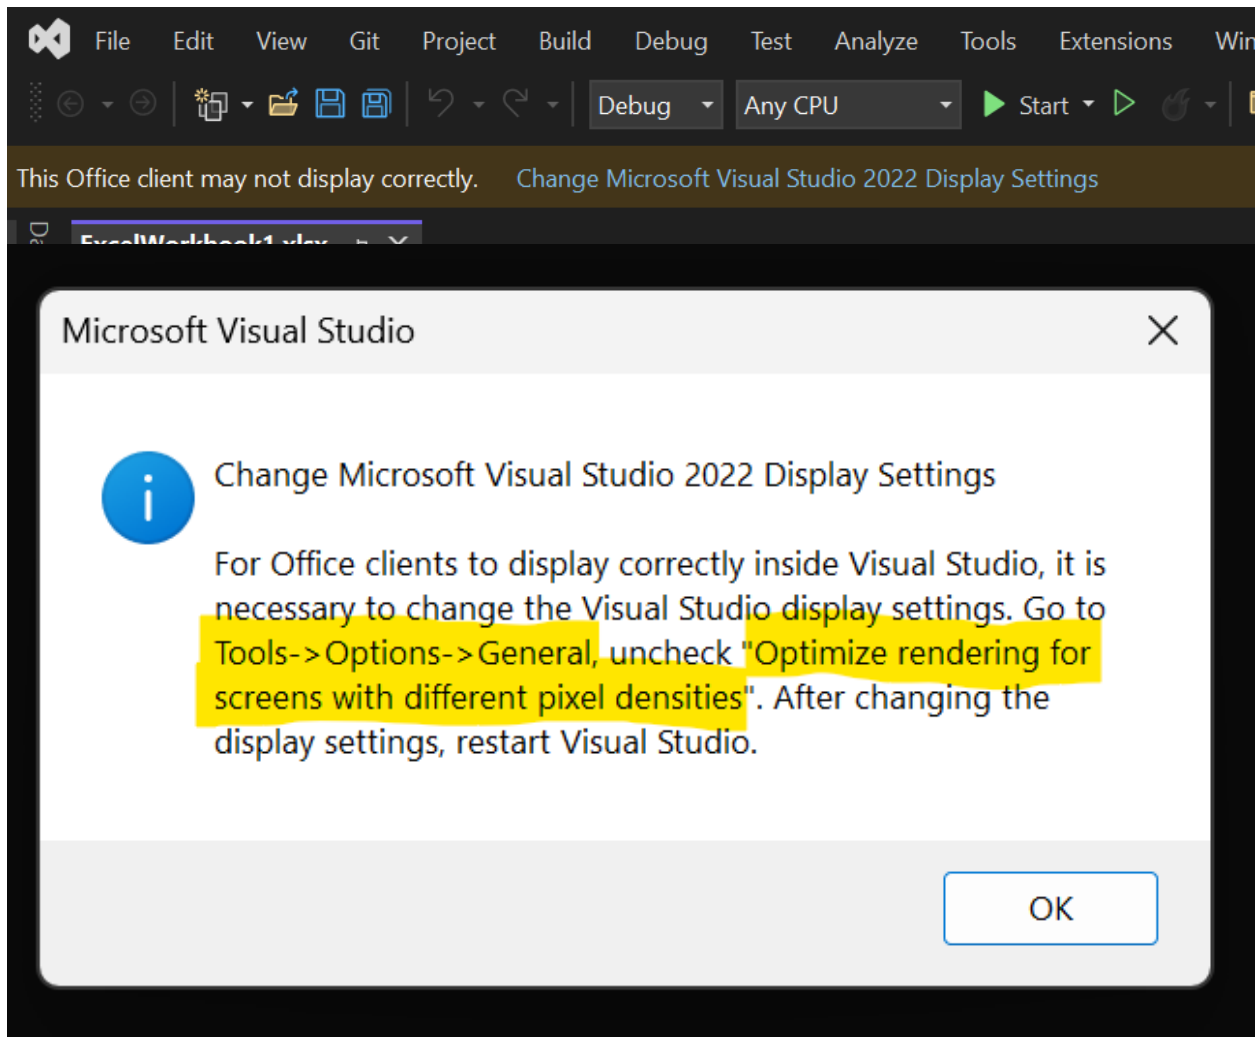 File Edit View Git Project Build Debug Test Analyze Tools Extensions
Debug Any CPU Start
This Office client may not display correctly. Change Microsoft Visual Studio 2022 Display Settings
ExcelWorkbook1.xlsx
Microsoft Visual Studio
Change Microsoft Visual Studio 2022 Display Settings
For Office clients to display correctly inside Visual Studio, it is
necessary to change the Visual Studio display settings. Go to
Tools->Options->General, uncheck "Optimize rendering for
screens with different pixel densities". After changing the
display settings, restart Visual Studio.
OK